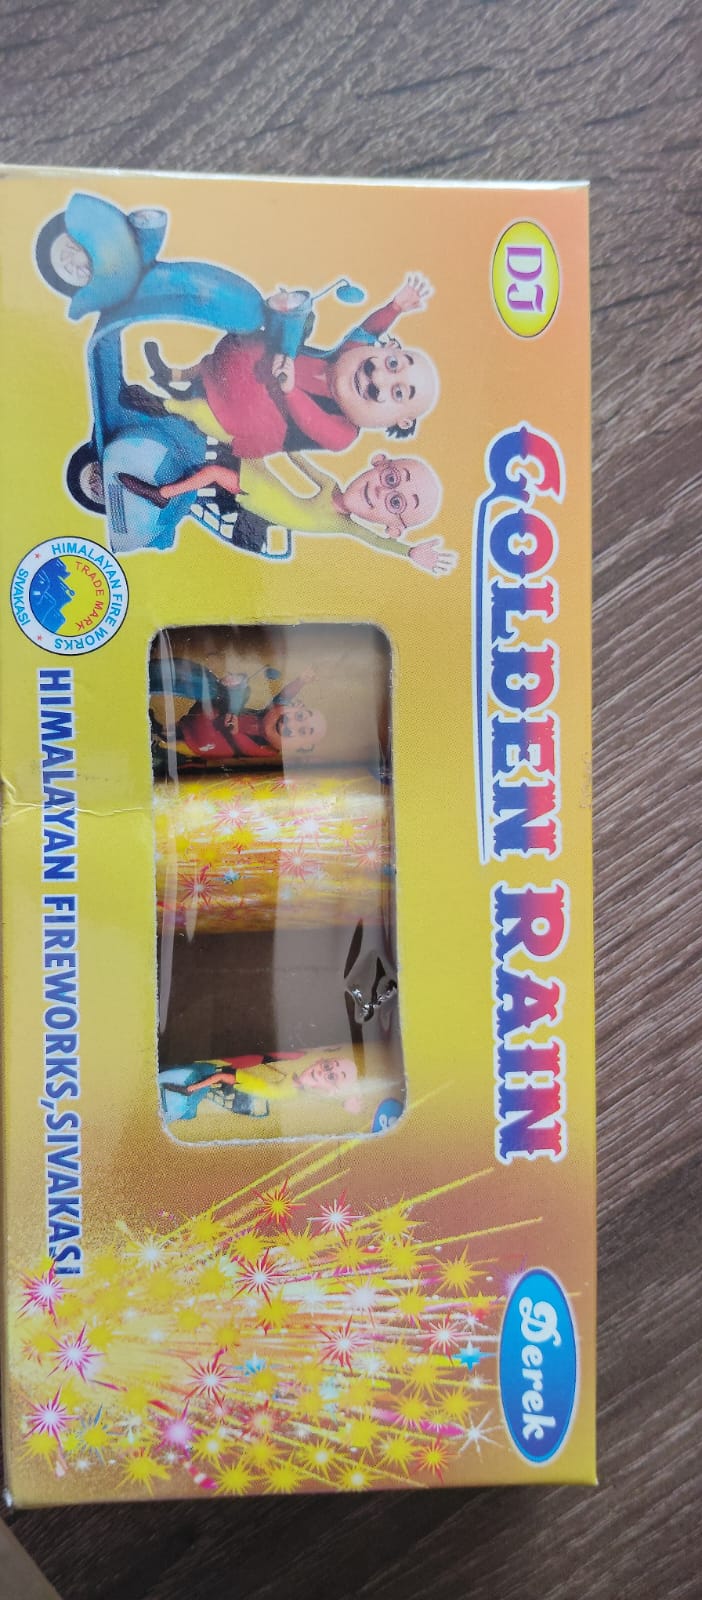 DJ
GOLDEN RAIN
Derek
HIMALAYAN FIRE WORKS
TRADE MARK
SIVAKASI
HIMALAYAN FIREWORKS,SIVAKASI